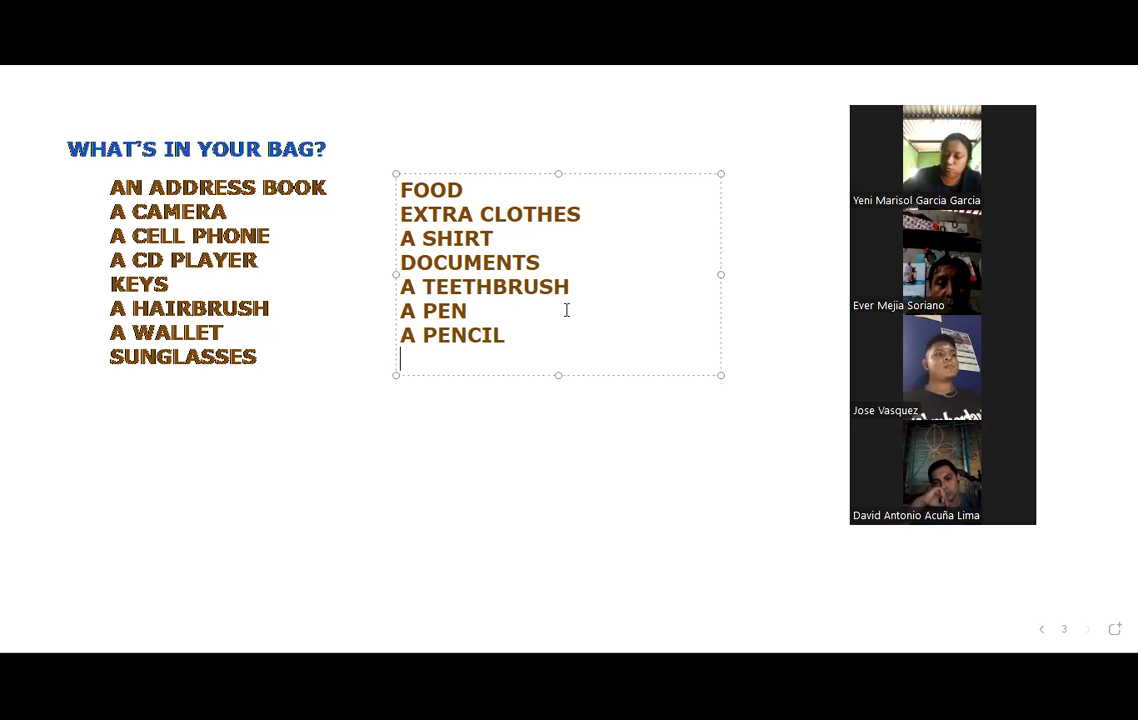 WHAT'S IN YOUR BAG?
AN ADDRESS BOOK
A CAMERA
A CELL PHONE
A CD PLAYER
KEYS
A HAIRBRUSH
A WALLET
SUNGLASSES
FOOD
EXTRA CLOTHES
A SHIRT
DOCUMENTS
A TEETHBRUSH
A PEN
A PENCIL
Yeni Marisol Garcia Garcia
Ever Mejia Soriano
Jose Vasquez
David Antonio Acuña Lima
3